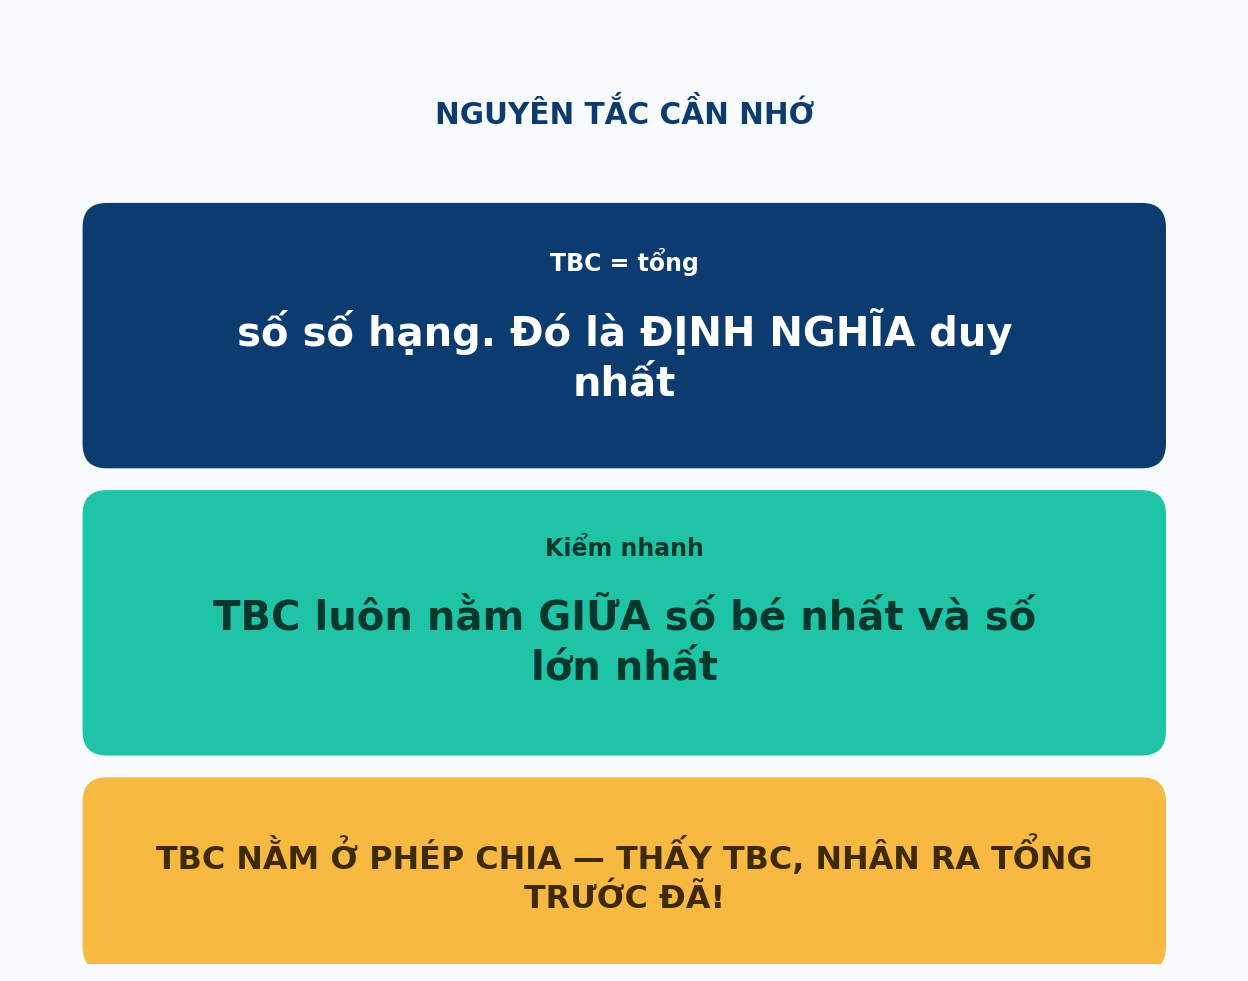 NGUYÊN TẮC CẦN NHỚ
TBC = tổng
số số hạng. Đó là ĐỊNH NGHĨA duy
nhất
Kiểm nhanh
TBC luôn nằm GIỮA số bé nhất và số
lớn nhất
TBC NẰM Ở PHÉP CHIA — THẤY TBC, NHÂN RA TỔNG
TRƯỚC ĐÃ!